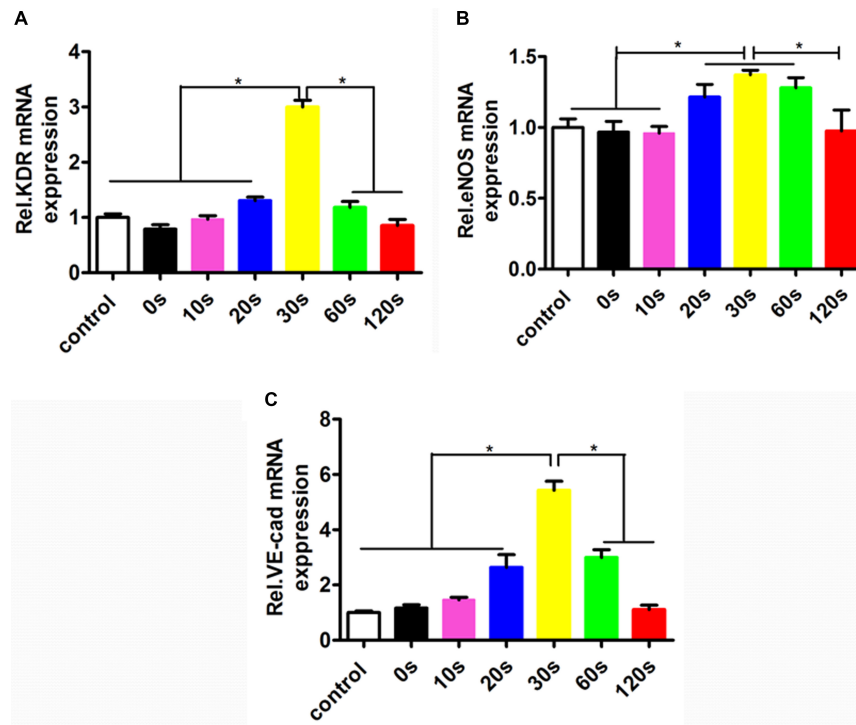 A
Rel.KDR mRNA
exppression
4
3
2
1
0
*
*
control
0s
10s
20s
30s
60s
120s
B
Rel.eNOS mRNA
exppression
1.5
1.0
0.5
0.0
*
*
control
0s
10s
20s
30s
60s
120s
C
Rel.VE-cad mRNA
exppression
8
6
4
2
0
*
*
control
0s
10s
20s
30s
60s
120s